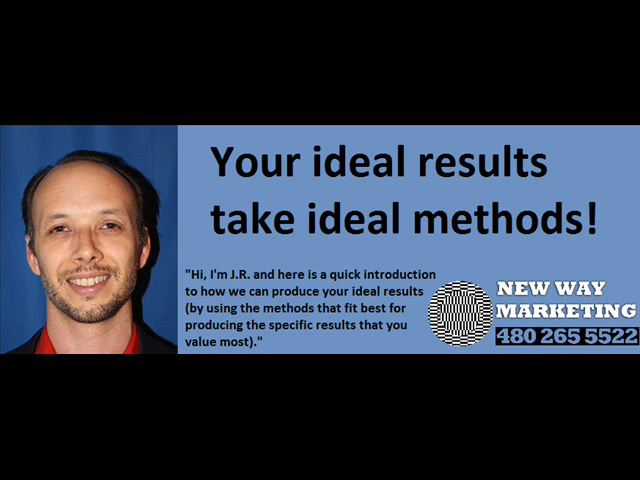 Your ideal results
take ideal methods!
"Hi, I'm J.R. and here is a quick introduction
to how we can produce your ideal results
(by using the methods that fit best for
producing the specific results that you
value most)."
NEW WAY
MARKETING
480 265 5522